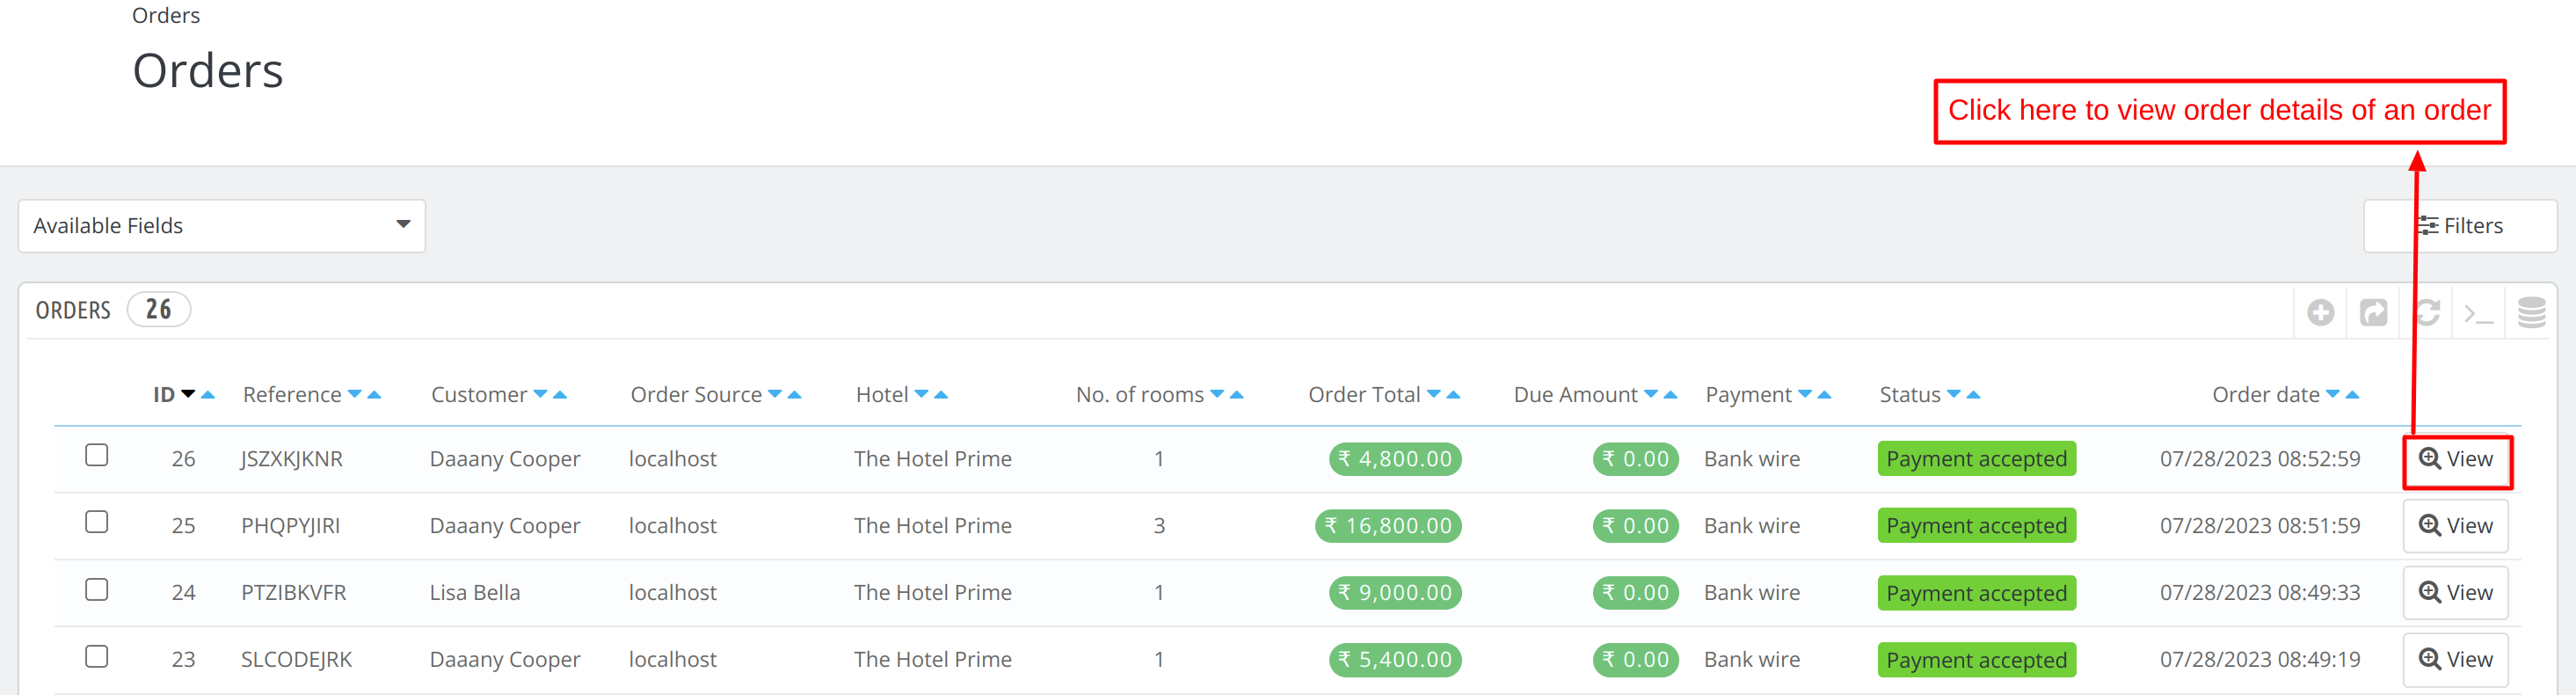 Orders
Orders
Click here to view order details of an order
Available Fields
Filters
ORDERS 26
ID Reference Customer Order Source Hotel No. of rooms Order Total Due Amount Payment Status Order date
26 JSZXKJKNR Daaany Cooper localhost The Hotel Prime 1 ₹ 4,800.00 ₹ 0.00 Bank wire Payment accepted 07/28/2023 08:52:59 View
25 PHQPYJIRI Daaany Cooper localhost The Hotel Prime 3 ₹ 16,800.00 ₹ 0.00 Bank wire Payment accepted 07/28/2023 08:51:59 View
24 PTZIBKVFR Lisa Bella localhost The Hotel Prime 1 ₹ 9,000.00 ₹ 0.00 Bank wire Payment accepted 07/28/2023 08:49:33 View
23 SLCODEJRK Daaany Cooper localhost The Hotel Prime 1 ₹ 5,400.00 ₹ 0.00 Bank wire Payment accepted 07/28/2023 08:49:19 View